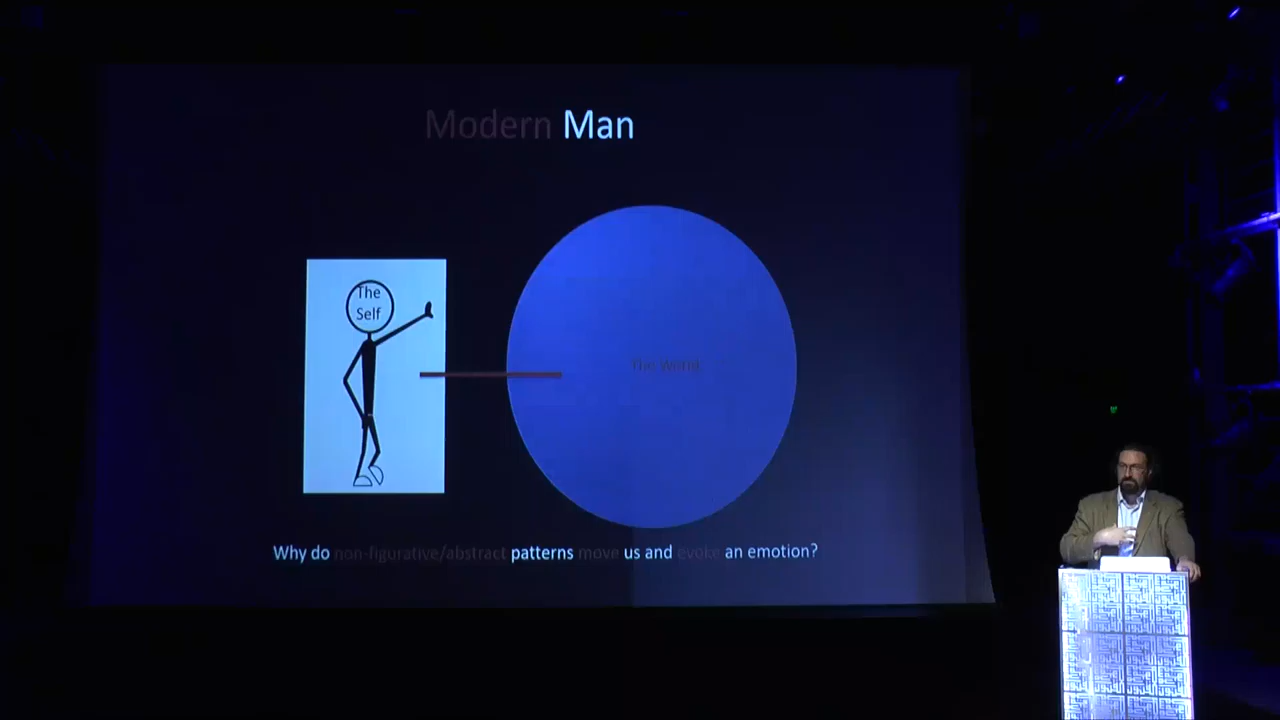 Modern Man
The
Self
The World
Why do non-figurative/abstract patterns move us and evoke an emotion?